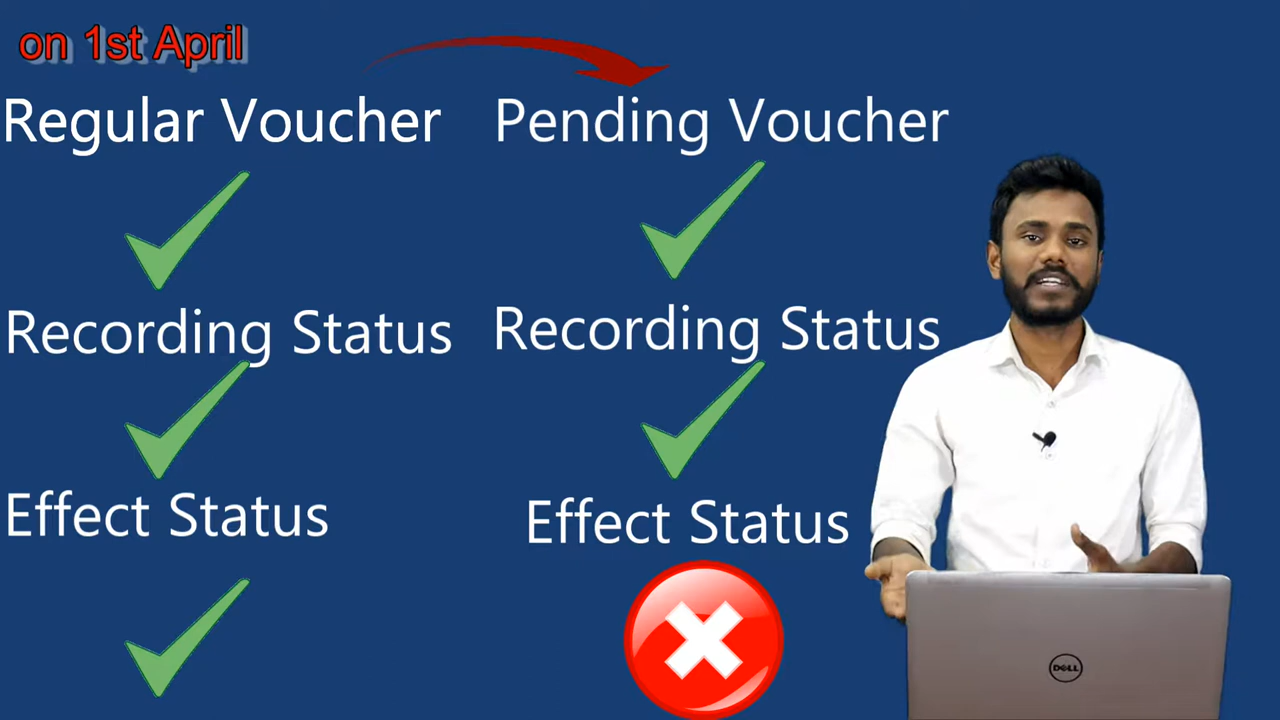 on 1st April
Regular Voucher
Pending Voucher
Recording Status
Recording Status
Effect Status
Effect Status
DELL